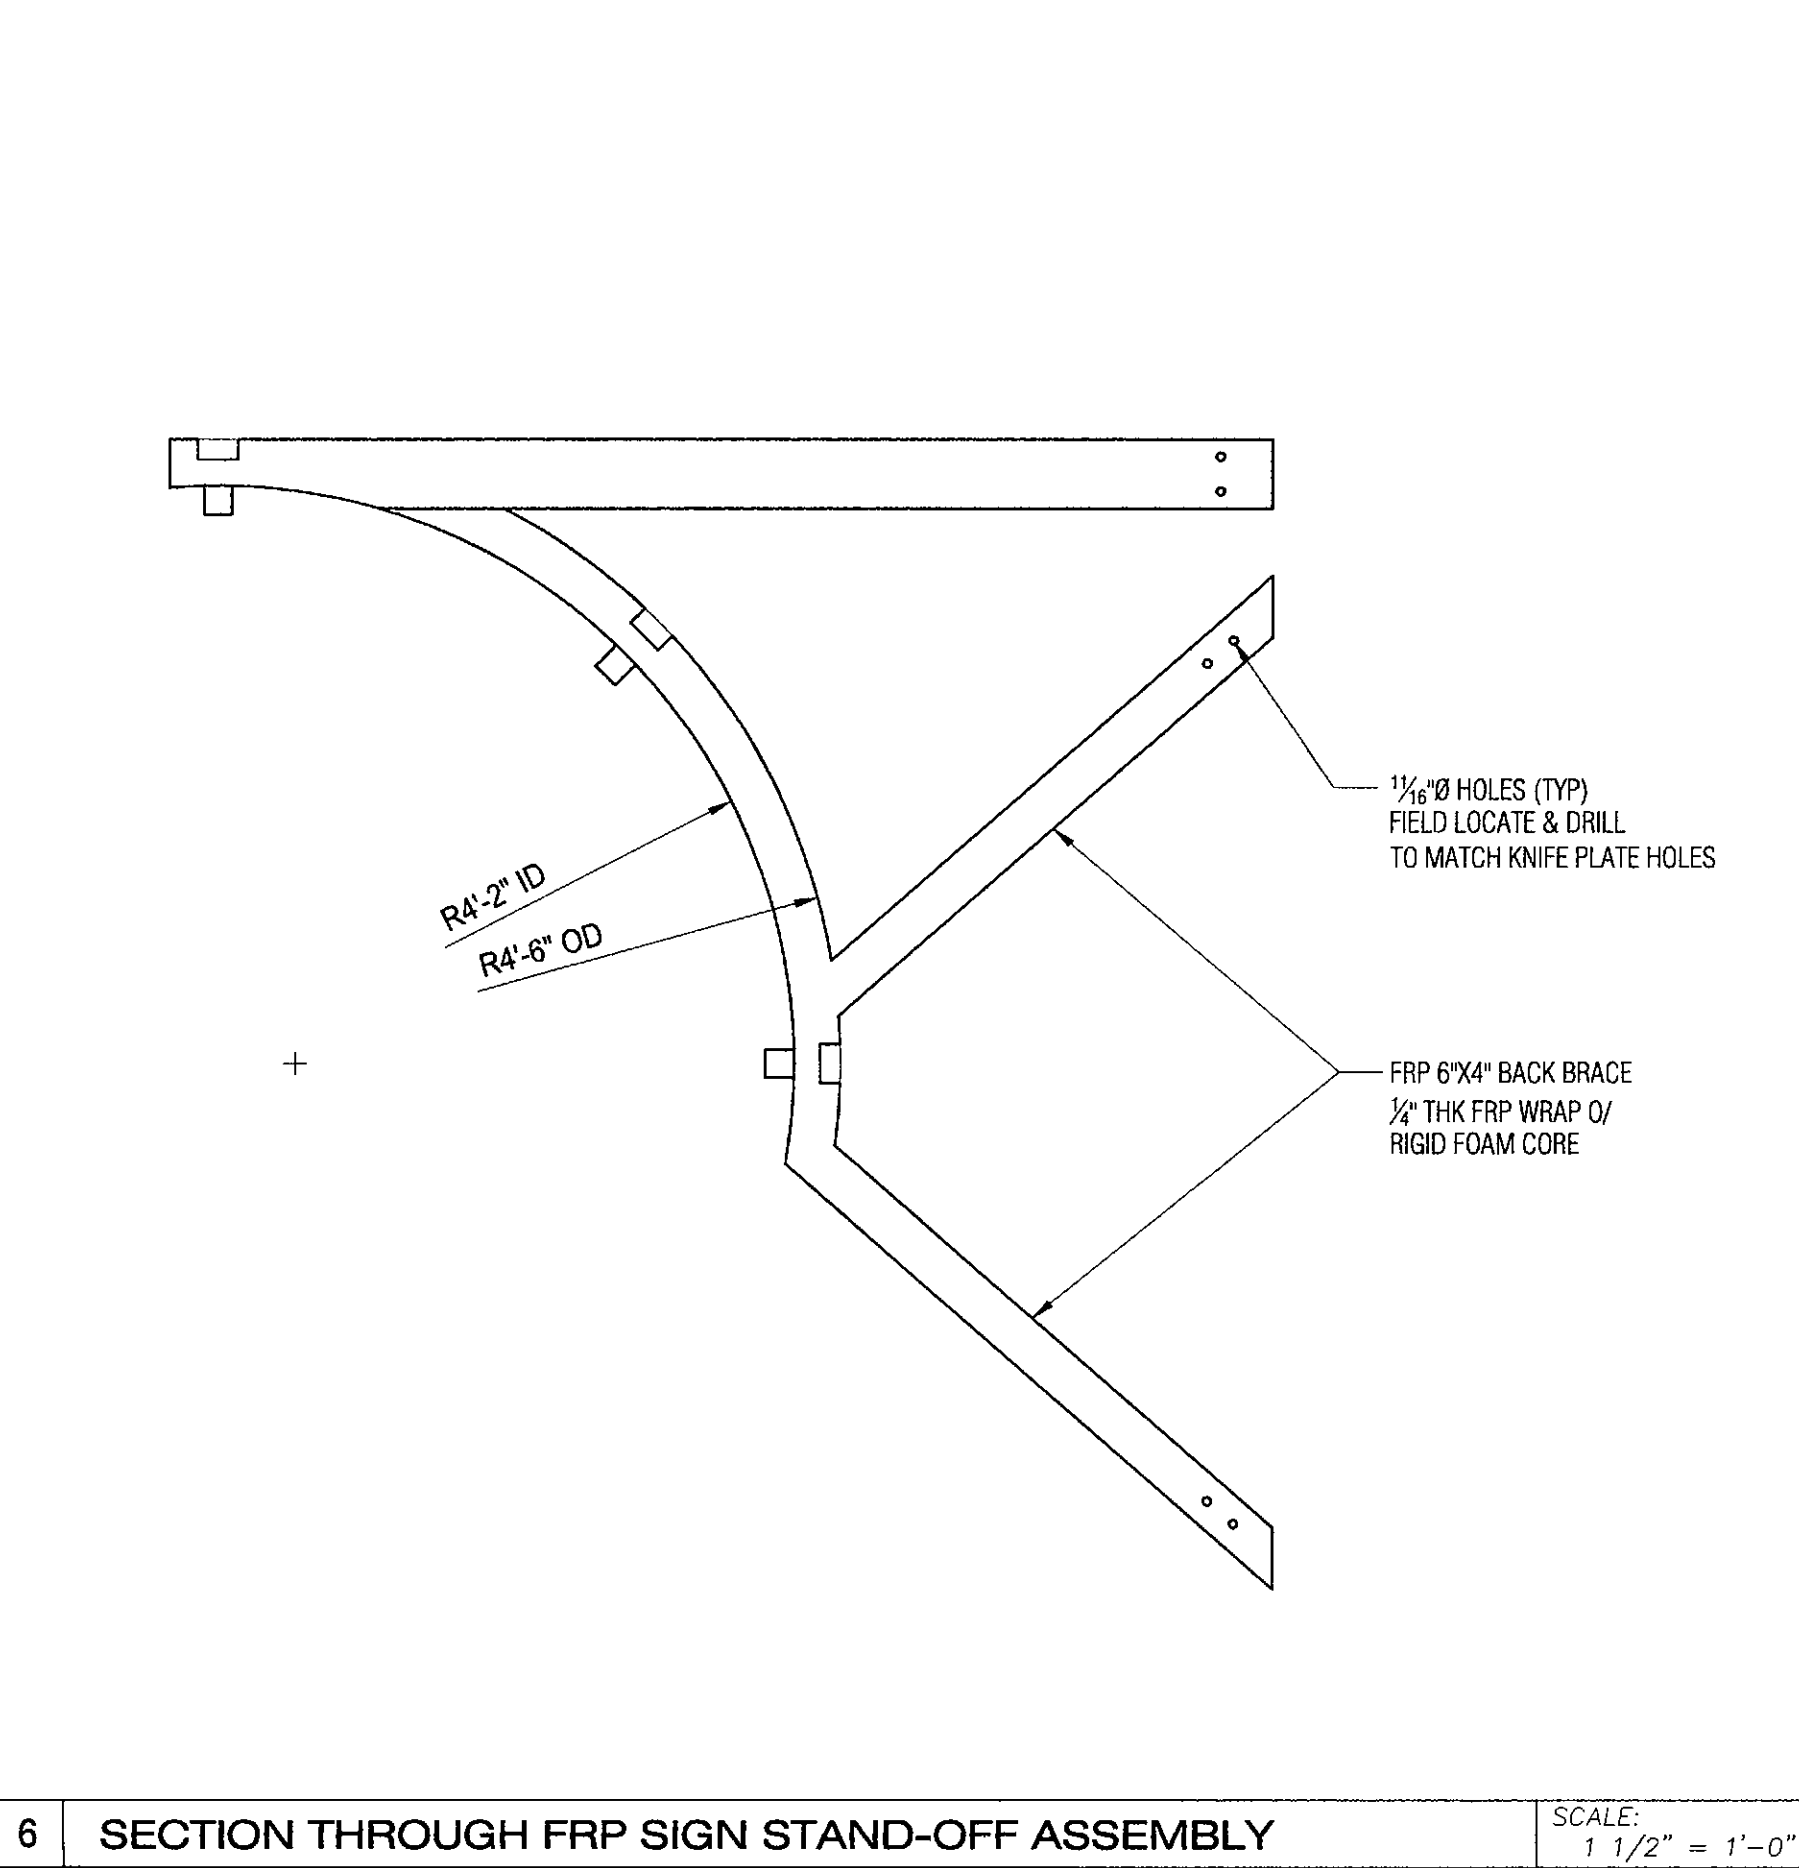 R4'-2" ID
R4'-6" OD
11/16"Ø HOLES (TYP)
FIELD LOCATE & DRILL
TO MATCH KNIFE PLATE HOLES
FRP 6"X4" BACK BRACE
1/4" THK FRP WRAP O/
RIGID FOAM CORE
6 SECTION THROUGH FRP SIGN STAND-OFF ASSEMBLY
SCALE:
1 1/2" = 1'-0"